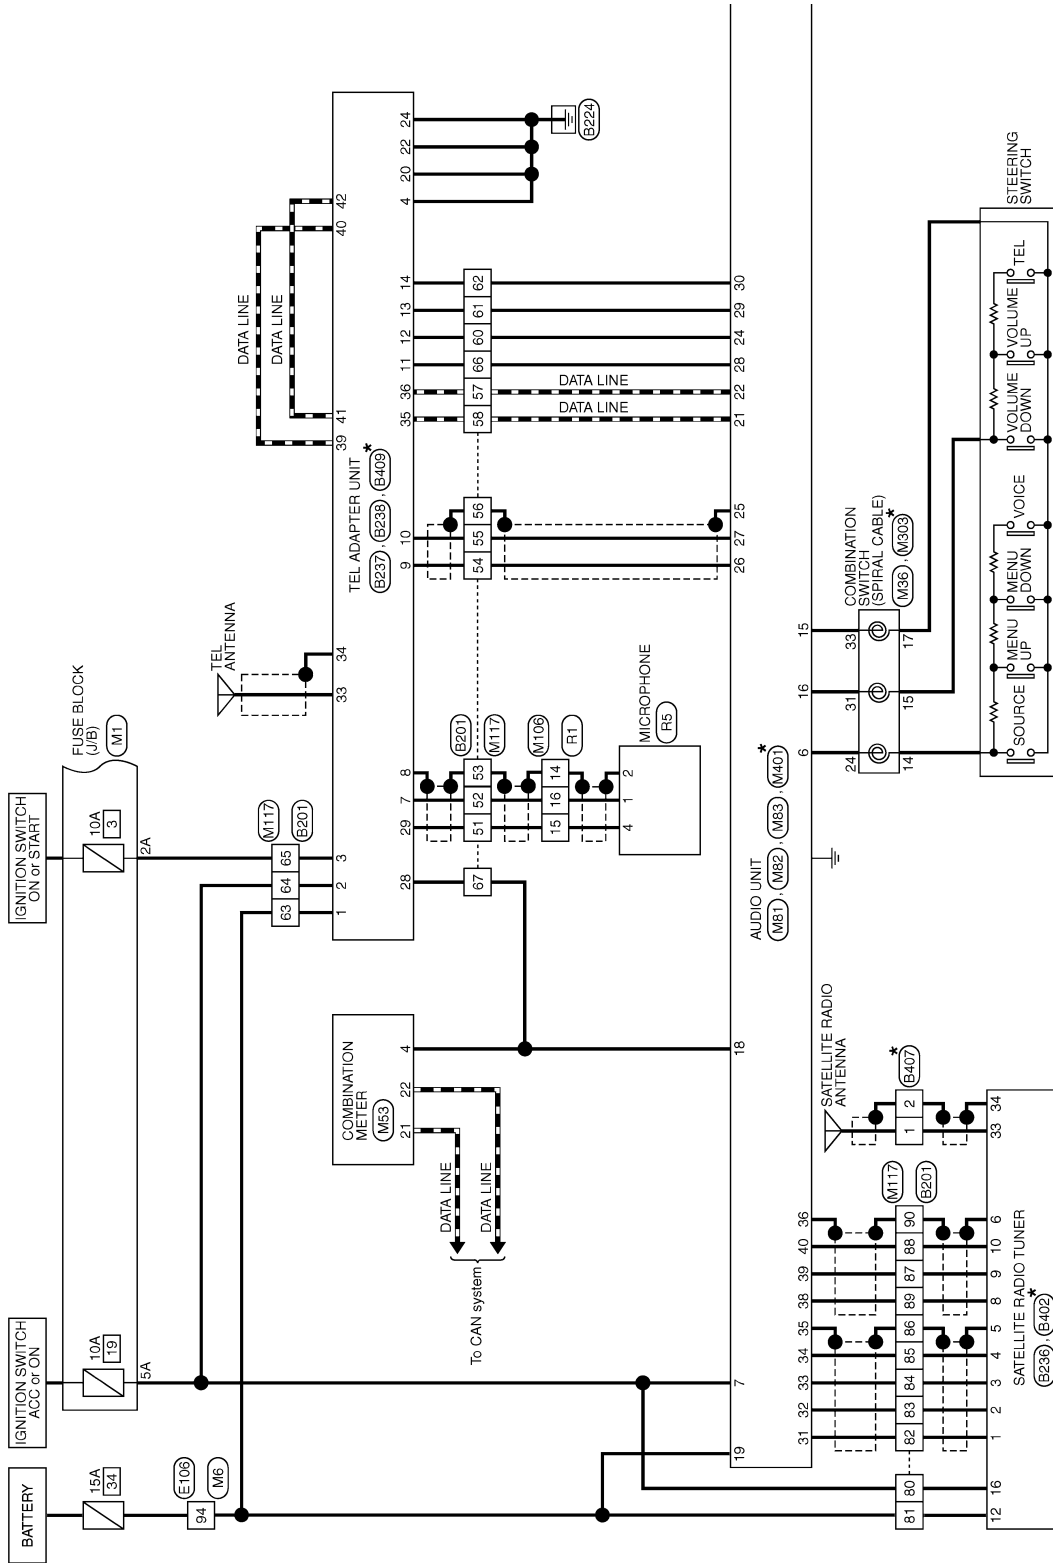 BATTERY
15A
34
E106
94
M6
IGNITION SWITCH
ACC or ON
10A
19
5A
IGNITION SWITCH
ON or START
10A
3
2A
FUSE BLOCK
(J/B)
M1
M117
63 64 65
B201
1 2 3
TEL
ANTENNA
33 34
DATA LINE
DATA LINE
39 41 40 42
TEL ADAPTER UNIT
B237 , B238 , B409 *
28 29 7 8 9 10 35 36 11 12 13 14 4 20 22 24
B224
COMBINATION
METER
M53
21 22 4
DATA LINE
DATA LINE
To CAN system
B201
67 51 52 53 54 55 56 58 57 66 60 61 62
M117
M106
15 16 14
R1
4 1 2
MICROPHONE
R5
DATA LINE
DATA LINE
19 7 18 26 27 25 21 22 28 24 29 30
AUDIO UNIT
M81 , M82 , M83 , M401 *
31 32 33 34 35 38 39 40 36 6 16 15
SATELLITE RADIO
ANTENNA
M117
81 80 82 83 84 85 86 89 87 88 90
B201
1 2
B407 *
12 16 1 2 3 4 5 8 9 10 6 33 34
SATELLITE RADIO TUNER
B236 , B402 *
24 31 33
14 15 17
COMBINATION
SWITCH
(SPIRAL CABLE)
M36 , M303 *
SOURCE
MENU
UP
MENU
DOWN
VOICE
VOLUME
DOWN
VOLUME
UP
TEL
STEERING
SWITCH